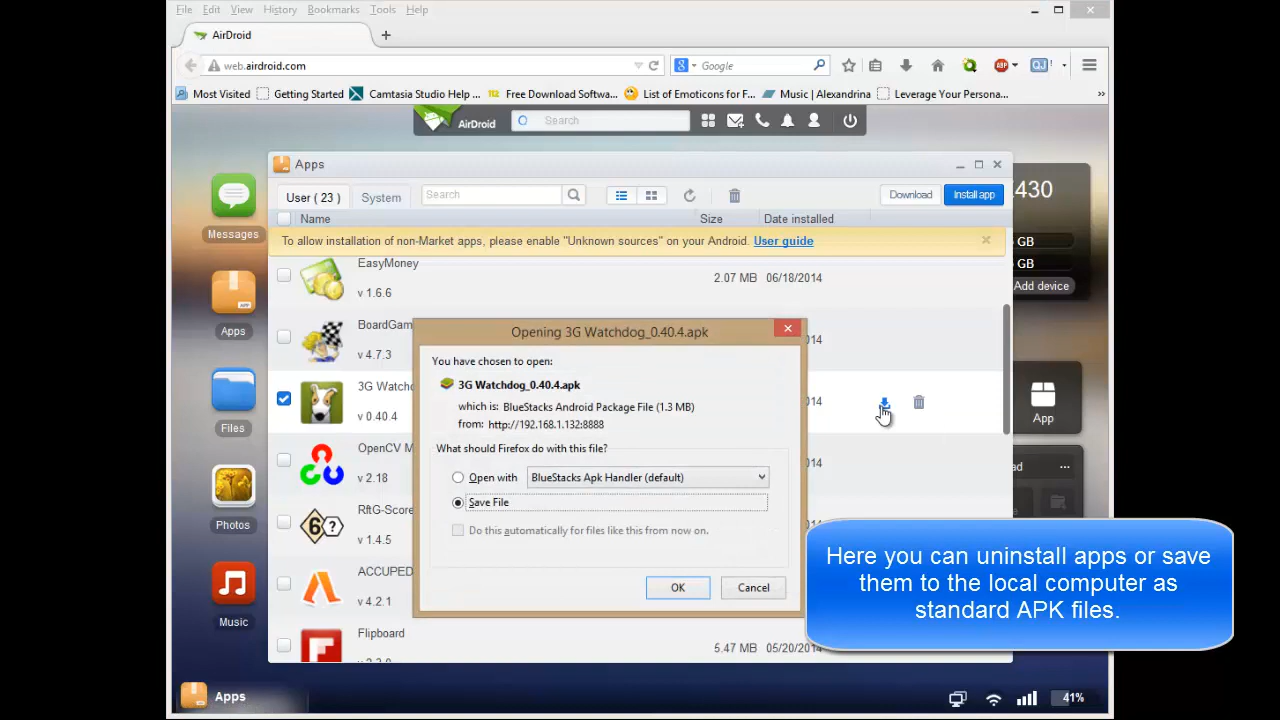 File Edit View History Bookmarks Tools Help
AirDroid
web.airdroid.com
Google
ABP
Most Visited Getting Started Camtasia Studio Help ... Free Download Softwa... List of Emoticons for F... Music | Alexandrina Leverage Your Persona...
AirDroid Search
Apps
User ( 23 ) System Search Download Install app
Name Size Date installed
To allow installation of non-Market apps, please enable "Unknown sources" on your Android. User guide
EasyMoney
v 1.6.6
2.07 MB 06/18/2014
BoardGam
v 4.7.3
3G Watchd
v 0.40.4
OpenCV M
v 2.18
RftG-Score
v 1.4.5
ACCUPED
v 4.2.1
Flipboard
5.47 MB 05/20/2014
Opening 3G Watchdog_0.40.4.apk
You have chosen to open:
3G Watchdog_0.40.4.apk
which is: BlueStacks Android Package File (1.3 MB)
from: http://192.168.1.132:8888
What should Firefox do with this file?
Open with BlueStacks Apk Handler (default)
Save File
Do this automatically for files like this from now on.
OK Cancel
Messages
Apps
Files
Photos
Music
430
GB
GB
Add device
App
ad ...
Here you can uninstall apps or save
them to the local computer as
standard APK files.
Apps
41%